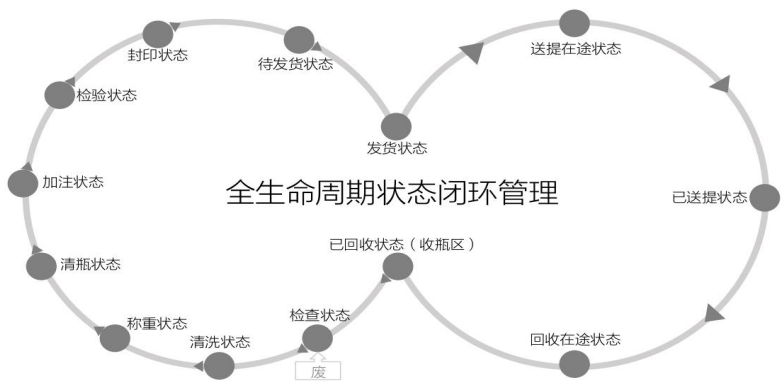 封印状态
待发货状态
送提在途状态
检验状态
发货状态
加注状态
全生命周期状态闭环管理
已送提状态
已回收状态（收瓶区）
清瓶状态
称重状态
检查状态
清洗状态
回收在途状态
废